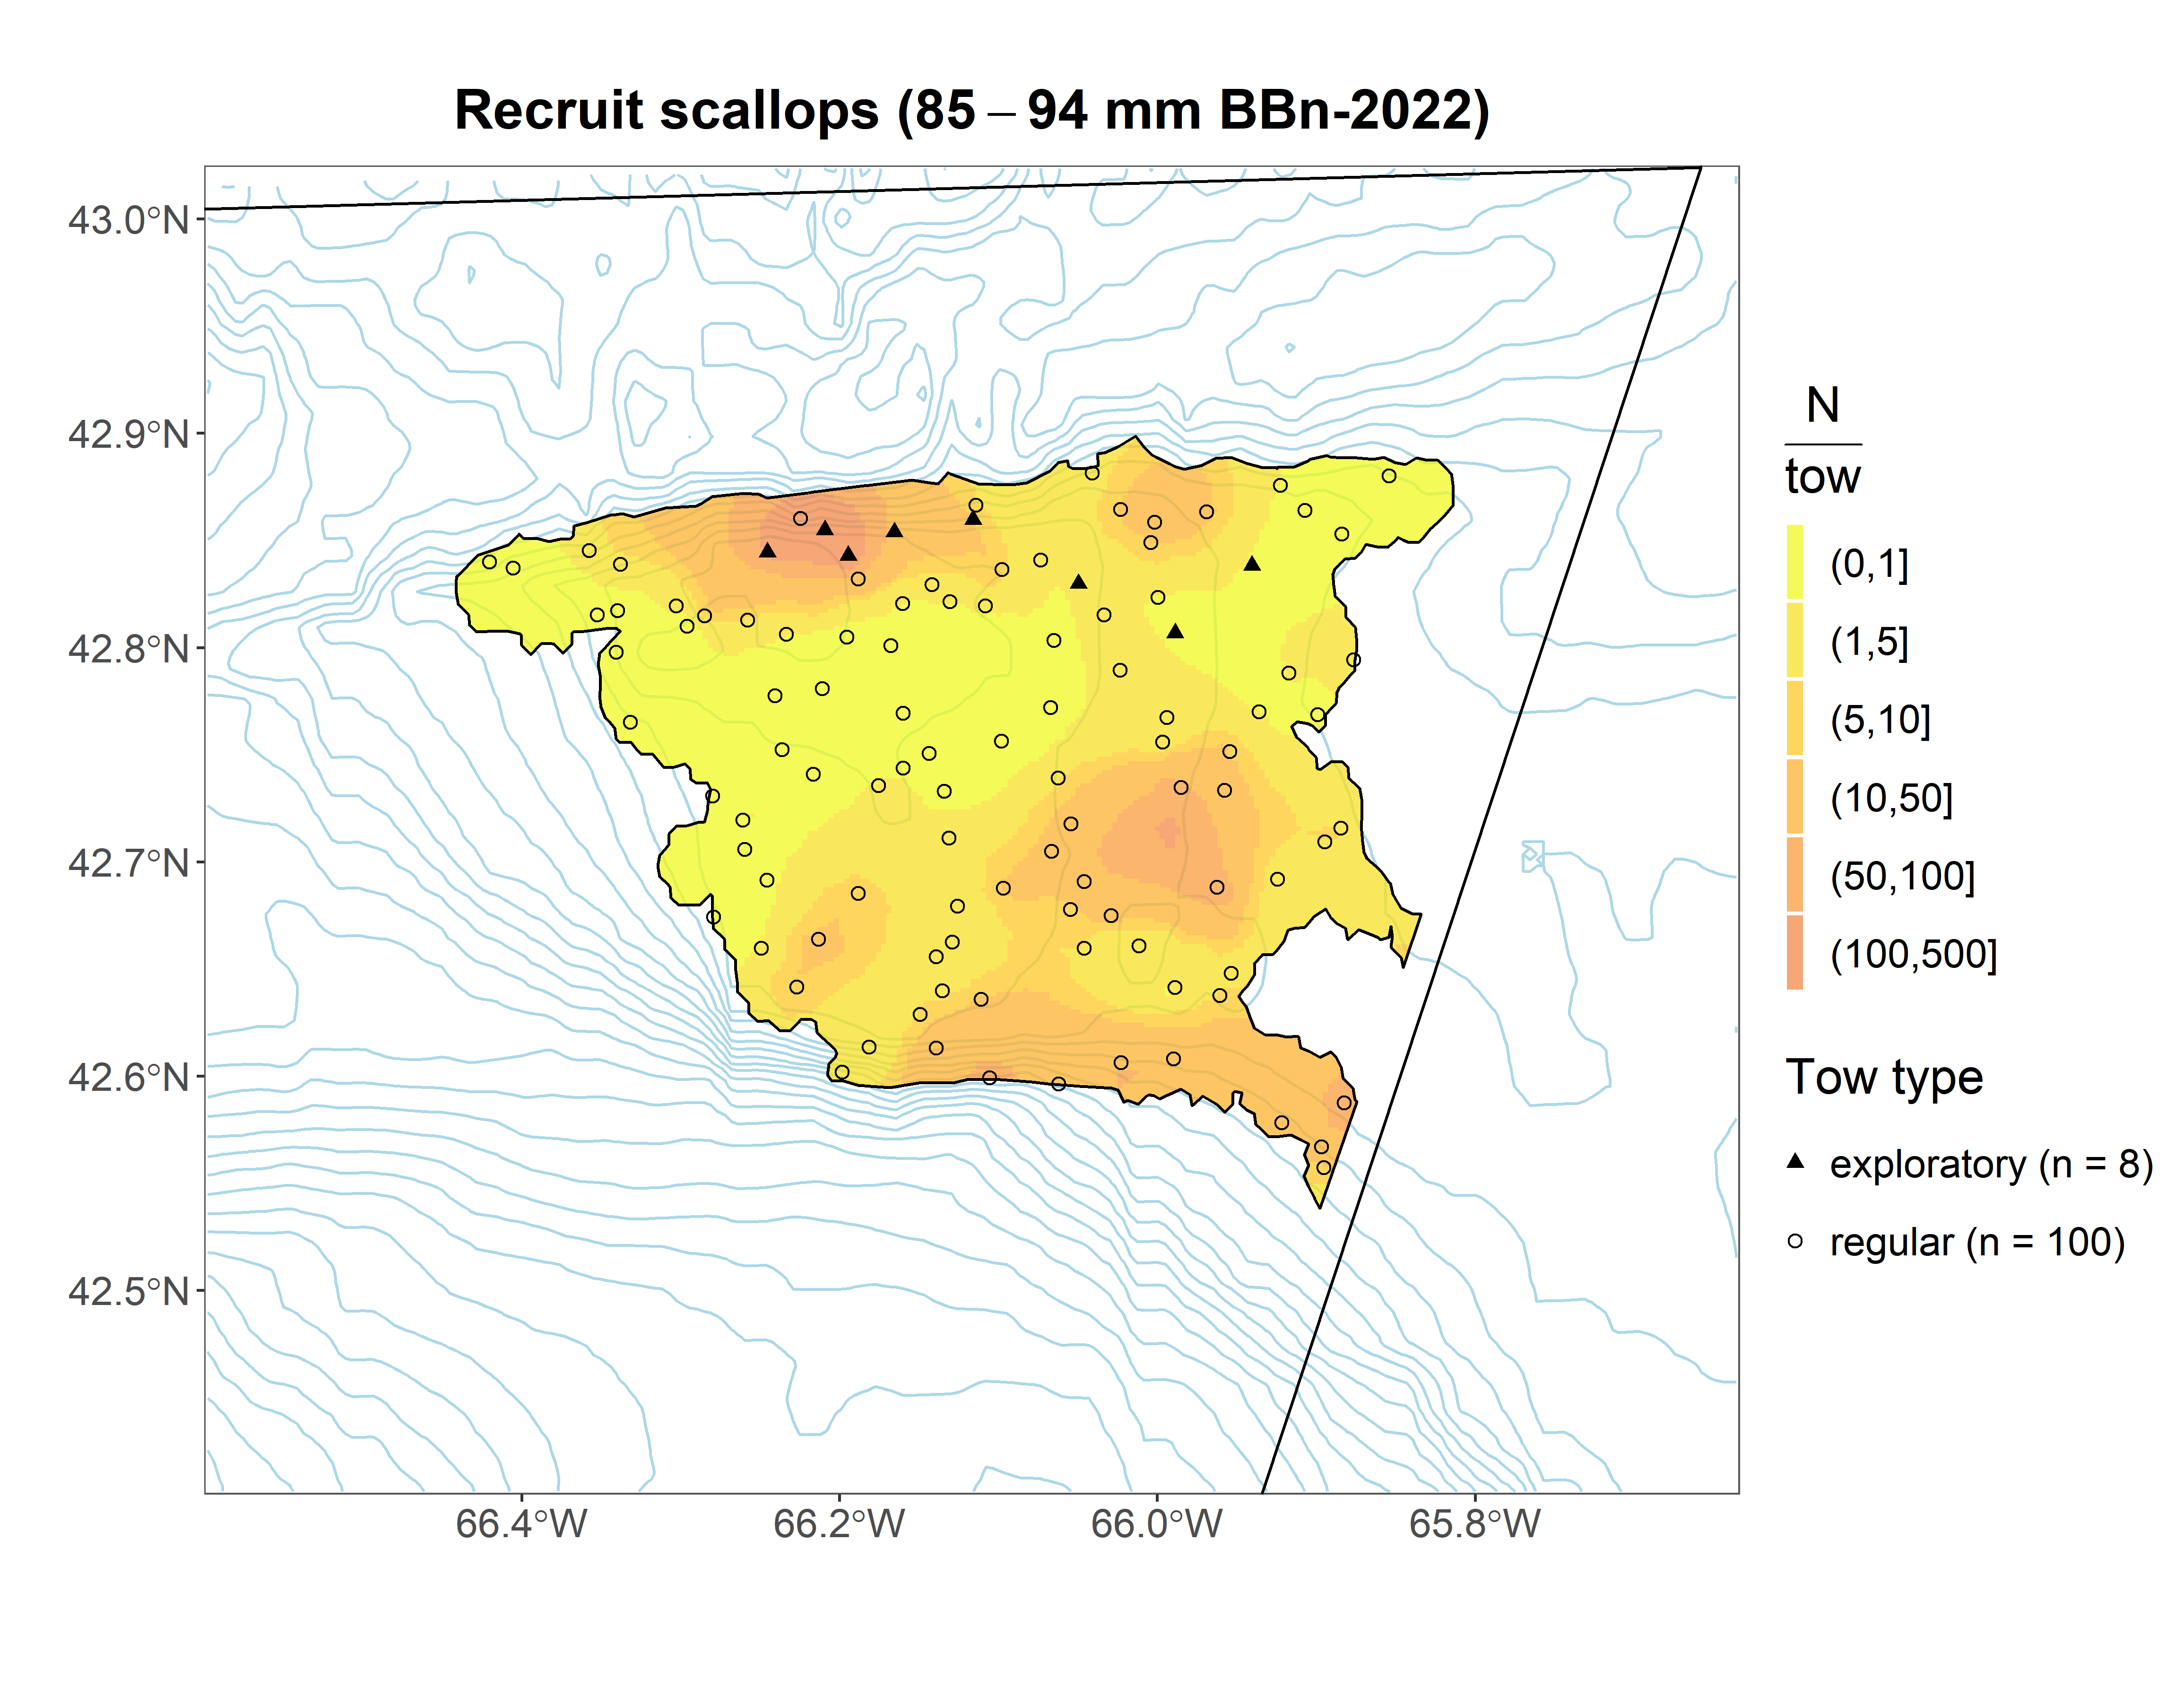 Recruit scallops (85 – 94 mm BBn-2022)
43.0°N
42.9°N
42.8°N
42.7°N
42.6°N
42.5°N
66.4°W
66.2°W
66.0°W
65.8°W
N
tow
(0,1]
(1,5]
(5,10]
(10,50]
(50,100]
(100,500]
Tow type
exploratory (n = 8)
regular (n = 100)